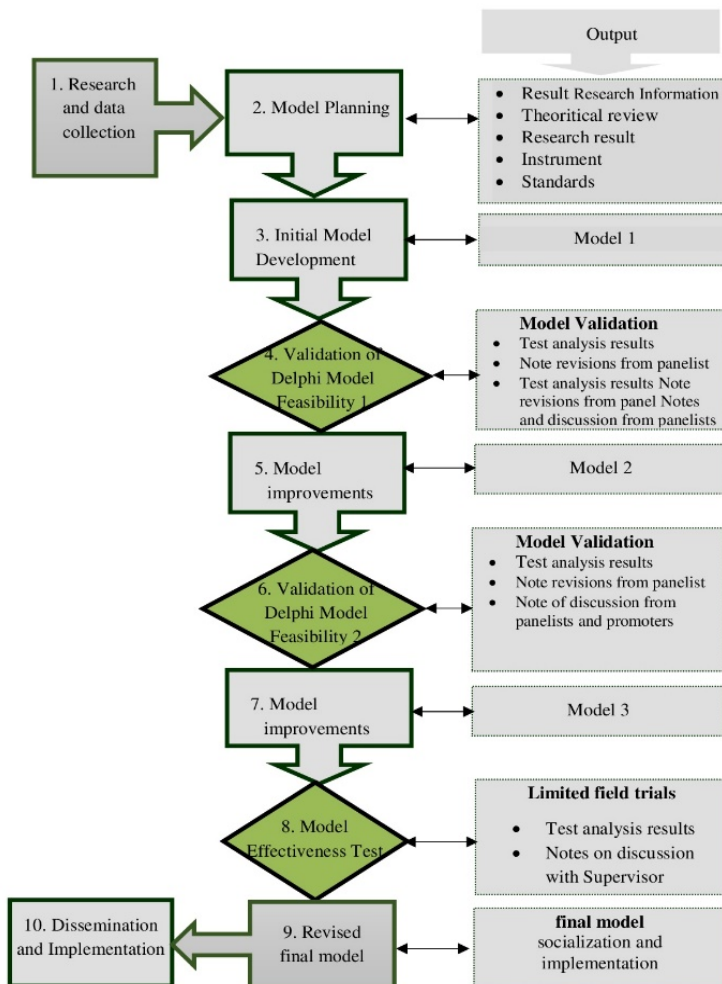 Output
1. Research
and data
collection
2. Model Planning
• Result Research Information
• Theoritical review
• Research result
• Instrument
• Standards
3. Initial Model
Development
Model 1
4. Validation of
Delphi Model
Feasibility 1
Model Validation
• Test analysis results
• Note revisions from panelist
• Test analysis results Note
revisions from panel Notes
and discussion from panelists
5. Model
improvements
Model 2
6. Validation of
Delphi Model
Feasibility 2
Model Validation
• Test analysis results
• Note revisions from panelist
• Note of discussion from
panelists and promoters
7. Model
improvements
Model 3
8. Model
Effectiveness Test
Limited field trials
• Test analysis results
• Notes on discussion
with Supervisor
10. Dissemination
and Implementation
9. Revised
final model
final model
socialization and
implementation